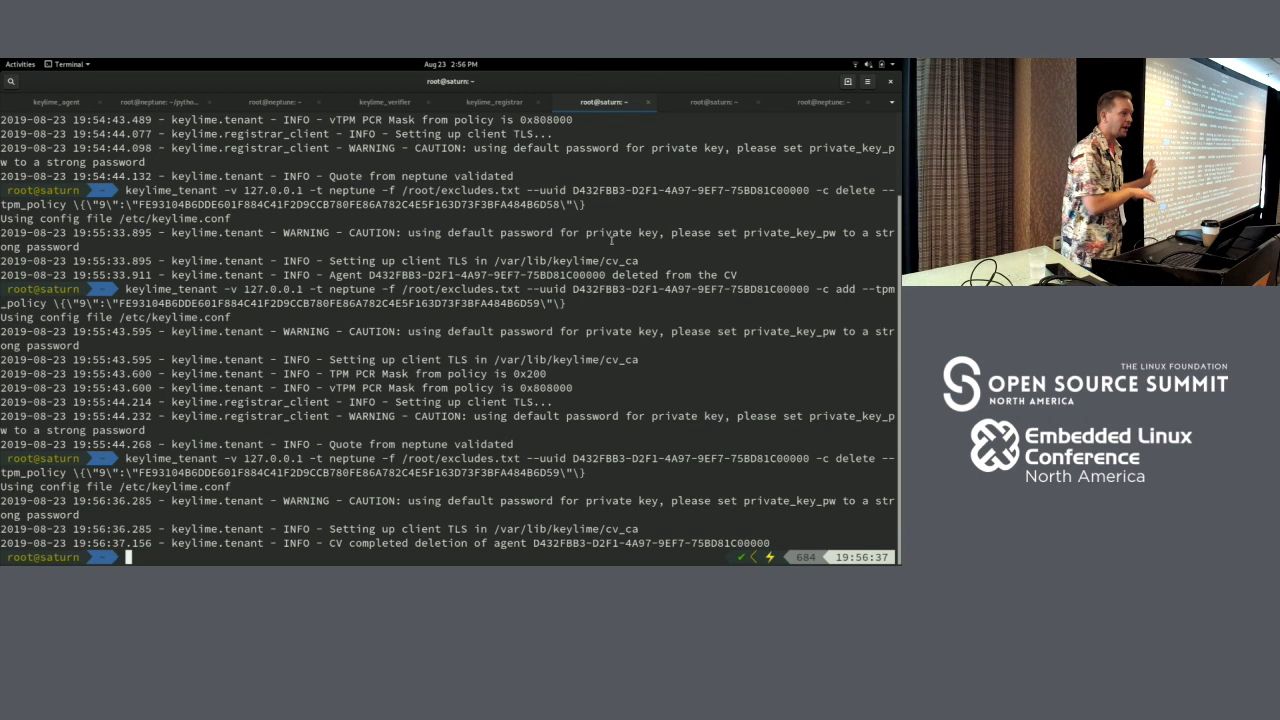 Activities Terminal Aug 23 2:56 PM
root@saturn: ~
keylime_agent root@neptune: ~/pytho... root@neptune: ~ keylime_verifier keylime_registrar root@saturn: ~ root@saturn: ~ root@neptune: ~
2019-08-23 19:54:43.489 - keylime.tenant - INFO - vTPM PCR Mask from policy is 0x808000
2019-08-23 19:54:44.077 - keylime.registrar_client - INFO - Setting up client TLS...
2019-08-23 19:54:44.098 - keylime.registrar_client - WARNING - CAUTION: using default password for private key, please set private_key_p
w to a strong password
2019-08-23 19:54:44.132 - keylime.tenant - INFO - Quote from neptune validated
root@saturn ~ keylime_tenant -v 127.0.0.1 -t neptune -f /root/excludes.txt --uuid D432FBB3-D2F1-4A97-9EF7-75BD81C00000 -c delete --
tpm_policy \{\"9\":\"FE93104B6DDE601F884C41F2D9CCB780FE86A782C4E5F163D73F3BFA484B6D58\"\}
Using config file /etc/keylime.conf
2019-08-23 19:55:33.895 - keylime.tenant - WARNING - CAUTION: using default password for private key, please set private_key_pw to a str
ong password
2019-08-23 19:55:33.895 - keylime.tenant - INFO - Setting up client TLS in /var/lib/keylime/cv_ca
2019-08-23 19:55:33.911 - keylime.tenant - INFO - Agent D432FBB3-D2F1-4A97-9EF7-75BD81C00000 deleted from the CV
root@saturn ~ keylime_tenant -v 127.0.0.1 -t neptune -f /root/excludes.txt --uuid D432FBB3-D2F1-4A97-9EF7-75BD81C00000 -c add --tpm
_policy \{\"9\":\"FE93104B6DDE601F884C41F2D9CCB780FE86A782C4E5F163D73F3BFA484B6D59\"\}
Using config file /etc/keylime.conf
2019-08-23 19:55:43.595 - keylime.tenant - WARNING - CAUTION: using default password for private key, please set private_key_pw to a str
ong password
2019-08-23 19:55:43.595 - keylime.tenant - INFO - Setting up client TLS in /var/lib/keylime/cv_ca
2019-08-23 19:55:43.600 - keylime.tenant - INFO - TPM PCR Mask from policy is 0x200
2019-08-23 19:55:43.600 - keylime.tenant - INFO - vTPM PCR Mask from policy is 0x808000
2019-08-23 19:55:44.214 - keylime.registrar_client - INFO - Setting up client TLS...
2019-08-23 19:55:44.232 - keylime.registrar_client - WARNING - CAUTION: using default password for private key, please set private_key_p
w to a strong password
2019-08-23 19:55:44.268 - keylime.tenant - INFO - Quote from neptune validated
root@saturn ~ keylime_tenant -v 127.0.0.1 -t neptune -f /root/excludes.txt --uuid D432FBB3-D2F1-4A97-9EF7-75BD81C00000 -c delete --
tpm_policy \{\"9\":\"FE93104B6DDE601F884C41F2D9CCB780FE86A782C4E5F163D73F3BFA484B6D59\"\}
Using config file /etc/keylime.conf
2019-08-23 19:56:36.285 - keylime.tenant - WARNING - CAUTION: using default password for private key, please set private_key_pw to a str
ong password
2019-08-23 19:56:36.285 - keylime.tenant - INFO - Setting up client TLS in /var/lib/keylime/cv_ca
2019-08-23 19:56:37.156 - keylime.tenant - INFO - CV completed deletion of agent D432FBB3-D2F1-4A97-9EF7-75BD81C00000
root@saturn ~ 684 19:56:37
THE LINUX FOUNDATION
OPEN SOURCE SUMMIT
NORTH AMERICA
Embedded Linux
Conference
North America